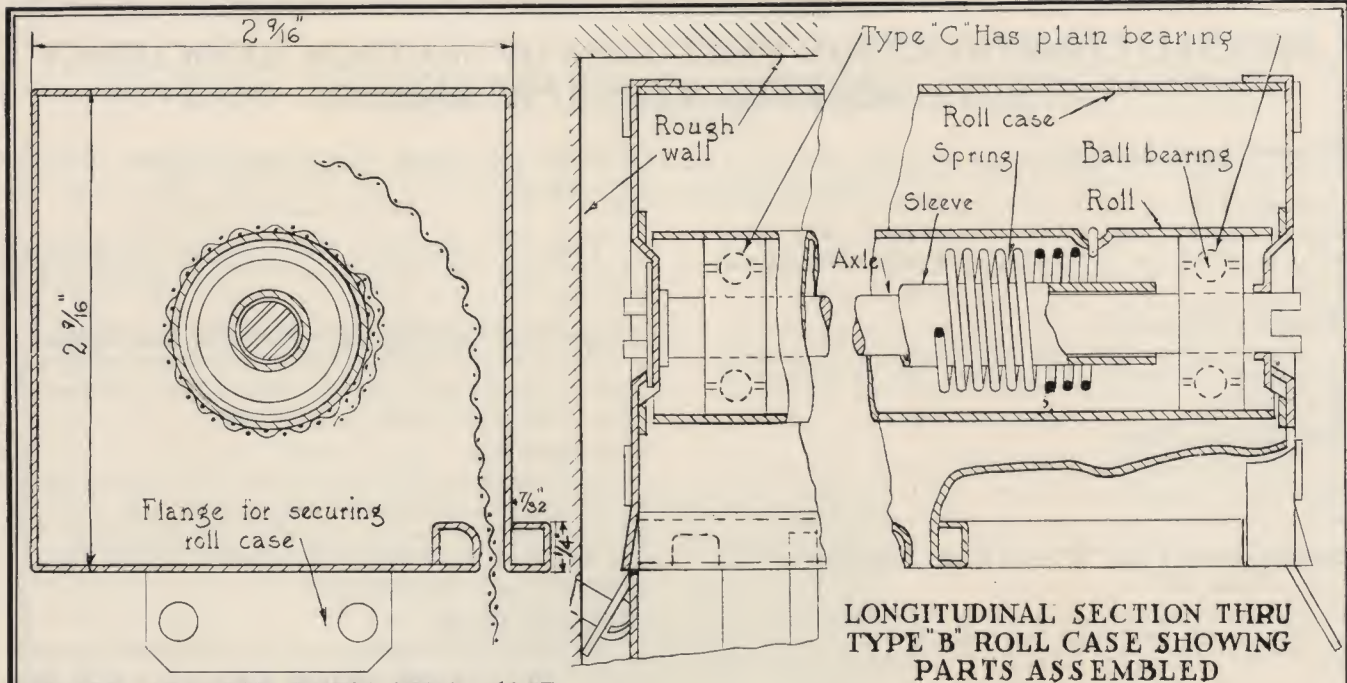 2 9/16"
2 9/16"
Flange for securing
roll case
7/32"
1/4"
Type "C" Has plain bearing
Rough
wall
Roll case
Spring
Ball bearing
Sleeve
Roll
Axle
LONGITUDINAL SECTION THRU
TYPE "B" ROLL CASE SHOWING
PARTS ASSEMBLED